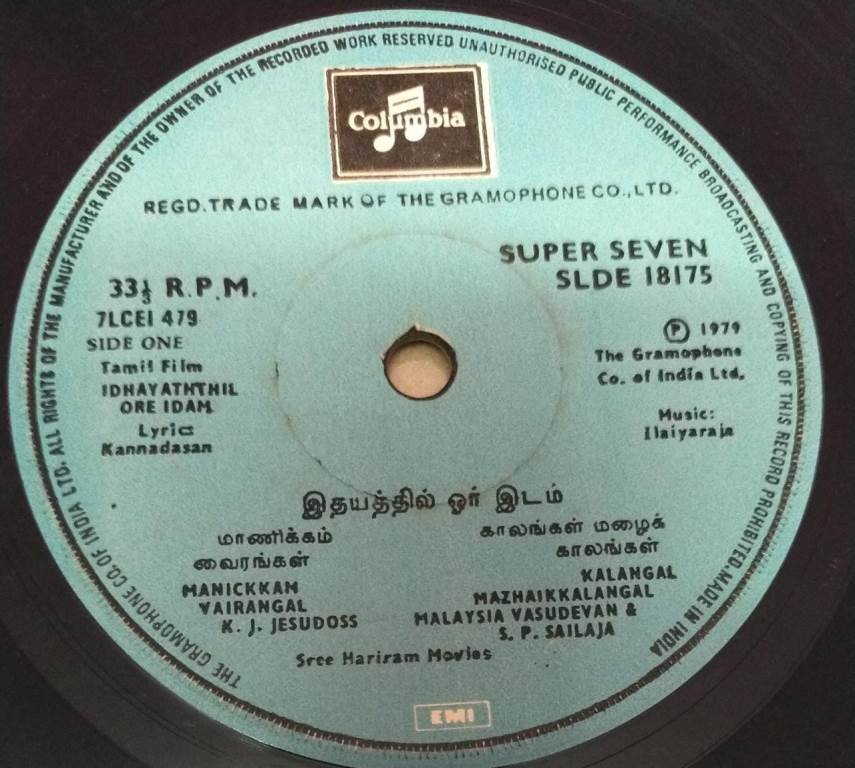 THE GRAMOPHONE CO. OF INDIA LTD. ALL RIGHTS OF THE MANUFACTURER AND OF THE OWNER OF THE RECORDED WORK RESERVED UNAUTHORISED PUBLIC PERFORMANCE BROADCASTING AND COPYING OF THIS RECORD PROHIBITED. MADE IN INDIA
Columbia
REGD. TRADE MARK OF THE GRAMOPHONE CO., LTD.
SUPER SEVEN
SLDE 18175
33⅓ R.P.M.
7LCEI 479
SIDE ONE
Tamil Film
IDHAYATHTHIL
ORE IDAM
Lyric:
Kannadasan
Ⓟ 1979
The Gramophone
Co. of India Ltd.
Music:
Ilaiyaraja
இதயத்தில் ஓர் இடம்
மாணிக்கம்
வைரங்கள்
MANICKKAM
VAIRANGAL
K. J. JESUDOSS
காலங்கள் மழைக்
காலங்கள்
KALANGAL
MAZHAIKKALANGAL
MALAYSIA VASUDEVAN &
S. P. SAILAJA
Sree Hariram Movies
EMI